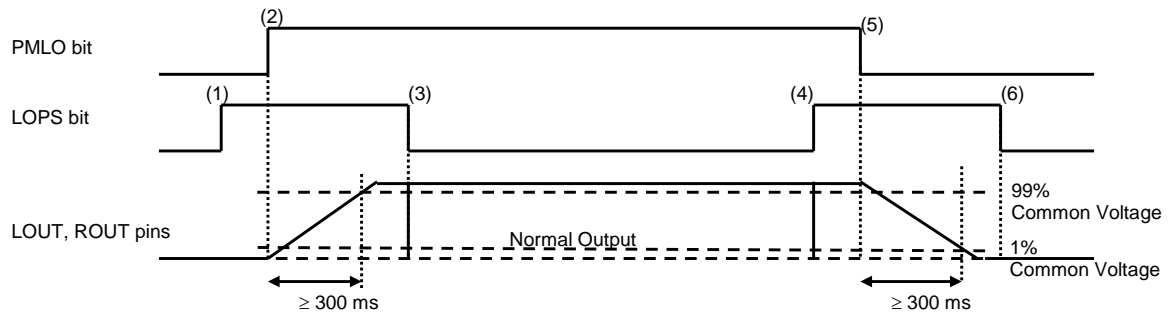 (2)
(5)
PMLO bit
(1)
(3)
(4)
(6)
LOPS bit
99%
Common Voltage
LOUT, ROUT pins
Normal Output
1%
Common Voltage
≥ 300 ms
≥ 300 ms